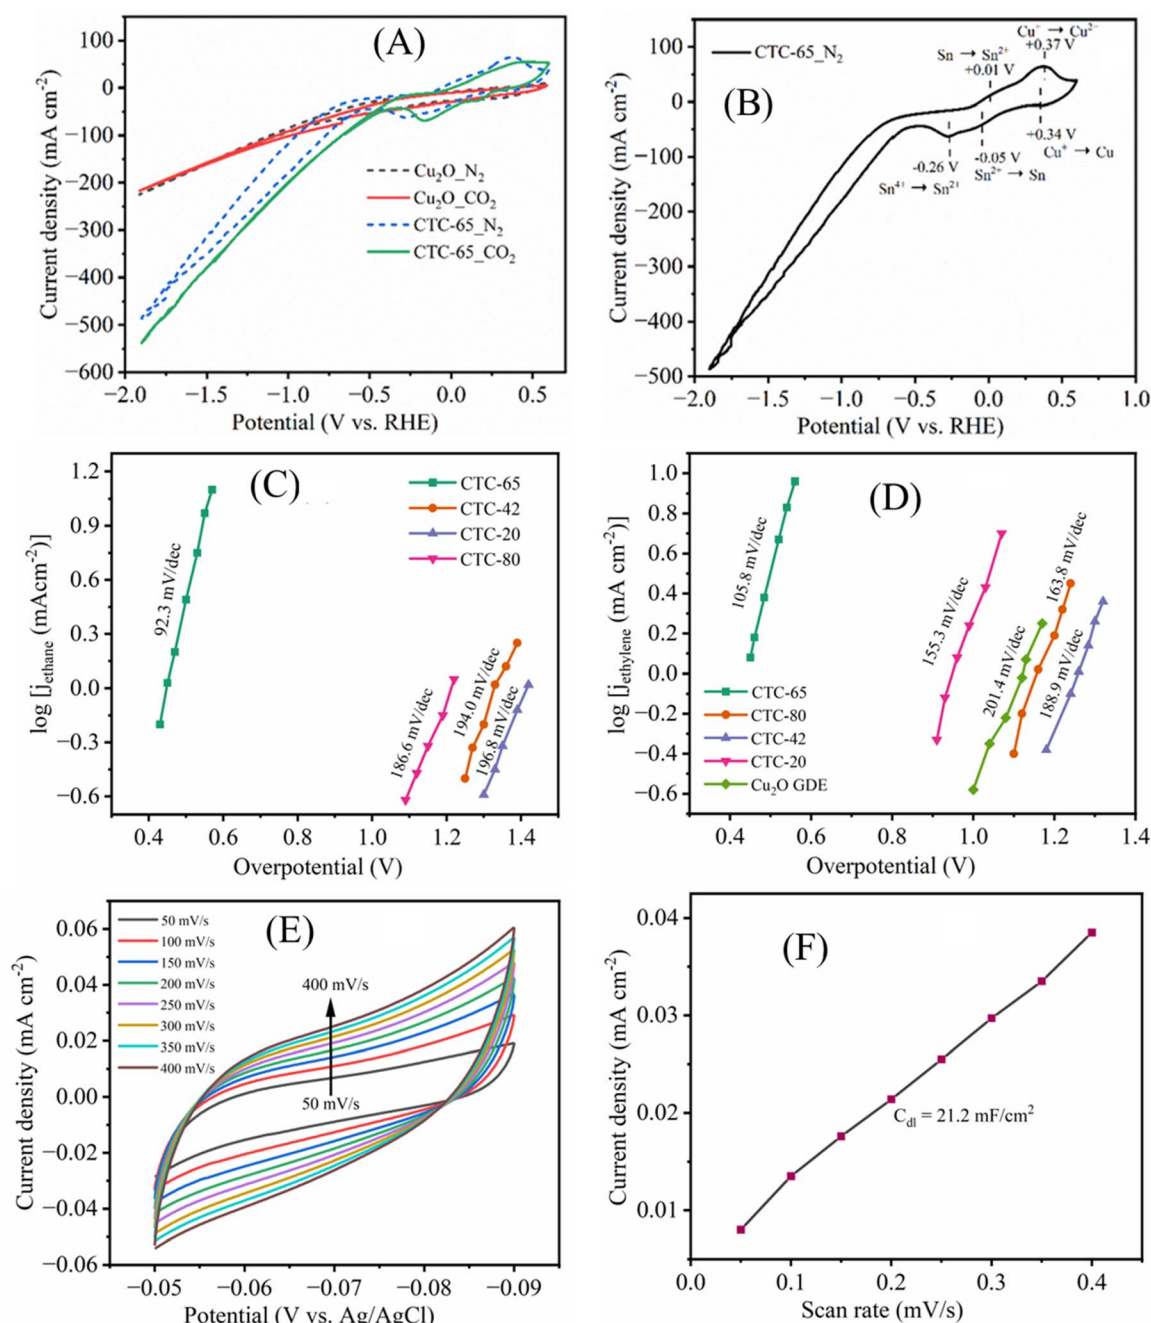 (A)
100
0
−100
−200
−300
−400
−500
−600
Current density (mA cm-2)
Cu2O_N2
Cu2O_CO2
CTC-65_N2
CTC-65_CO2
−2.0 −1.5 −1.0 −0.5 0.0 0.5
Potential (V vs. RHE)
(B)
100
0
−100
−200
−300
−400
−500
Current density (mA cm-2)
CTC-65_N2
Cu+ → Cu2−
+0.37 V
Sn → Sn2+
+0.01 V
+0.34 V
Cu+ → Cu
-0.26 V
-0.05 V
Sn4+ → Sn2+
Sn2+ → Sn
−2.0 −1.5 −1.0 −0.5 0.0 0.5 1.0
Potential (V vs. RHE)
(C)
1.2
0.9
0.6
0.3
0.0
−0.3
−0.6
log [jethane (mAcm-2)]
CTC-65
CTC-42
CTC-20
CTC-80
92.3 mV/dec
186.6 mV/dec
194.0 mV/dec
196.8 mV/dec
0.4 0.6 0.8 1.0 1.2 1.4
Overpotential (V)
(D)
1.0
0.8
0.6
0.4
0.2
0.0
−0.2
−0.4
−0.6
log [jethylene (mA cm-2)]
105.8 mV/dec
155.3 mV/dec
201.4 mV/dec
163.8 mV/dec
188.9 mV/dec
CTC-65
CTC-80
CTC-42
CTC-20
Cu2O GDE
0.4 0.6 0.8 1.0 1.2 1.4
Overpotential (V)
(E)
0.06
0.04
0.02
0.00
−0.02
−0.04
−0.06
Current density (mA cm-2)
50 mV/s
100 mV/s
150 mV/s
200 mV/s
250 mV/s
300 mV/s
350 mV/s
400 mV/s
400 mV/s
50 mV/s
−0.05 −0.06 −0.07 −0.08 −0.09
Potential (V vs. Ag/AgCl)
(F)
0.04
0.03
0.02
0.01
Current density (mA cm-2)
Cdl = 21.2 mF/cm2
0.0 0.1 0.2 0.3 0.4
Scan rate (mV/s)